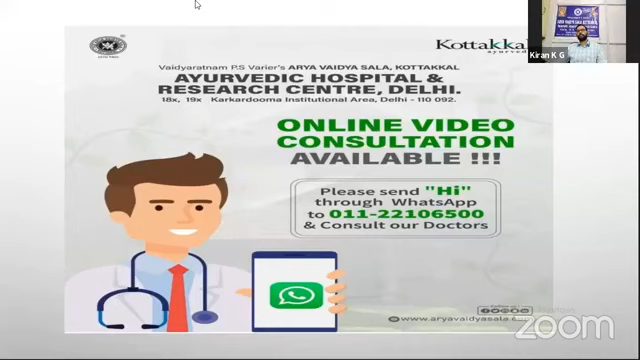 Kottakkal
ayurveda
Vaidyaratnam P.S Varier's ARYA VAIDYA SALA, KOTTAKKAL
AYURVEDIC HOSPITAL &
RESEARCH CENTRE, DELHI.
18x, 19x Karkardooma Institutional Area, Delhi - 110 092.
ONLINE VIDEO
CONSULTATION
AVAILABLE !!!
Please send "Hi"
through WhatsApp
to 011-22106500
& Consult our Doctors
www.aryavaidyasala.
Kiran K G
zoom